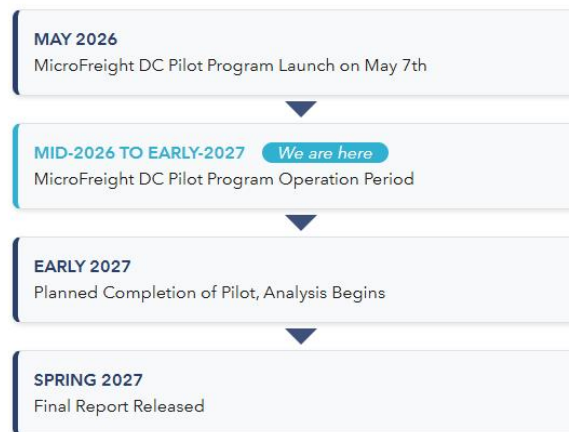 MAY 2026
MicroFreight DC Pilot Program Launch on May 7th
MID-2026 TO EARLY-2027 We are here
MicroFreight DC Pilot Program Operation Period
EARLY 2027
Planned Completion of Pilot, Analysis Begins
SPRING 2027
Final Report Released